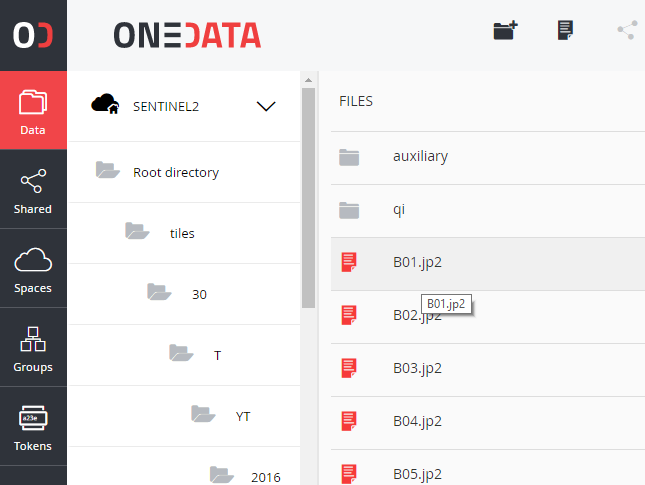 ONEDATA
Data
Shared
Spaces
Groups
a23e
Tokens
SENTINEL2
Root directory
tiles
30
T
YT
2016
FILES
auxiliary
qi
B01.jp2
B01.jp2
B02.jp2
B03.jp2
B04.jp2
B05.jp2